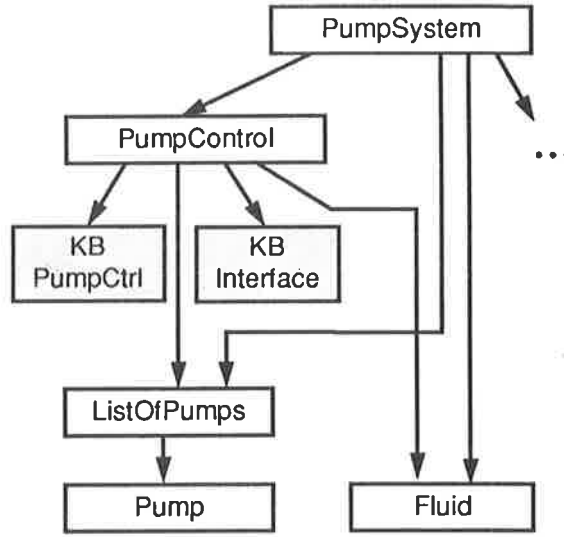 PumpSystem
PumpControl
...
KB
PumpCtrl
KB
Interface
ListOfPumps
Pump
Fluid